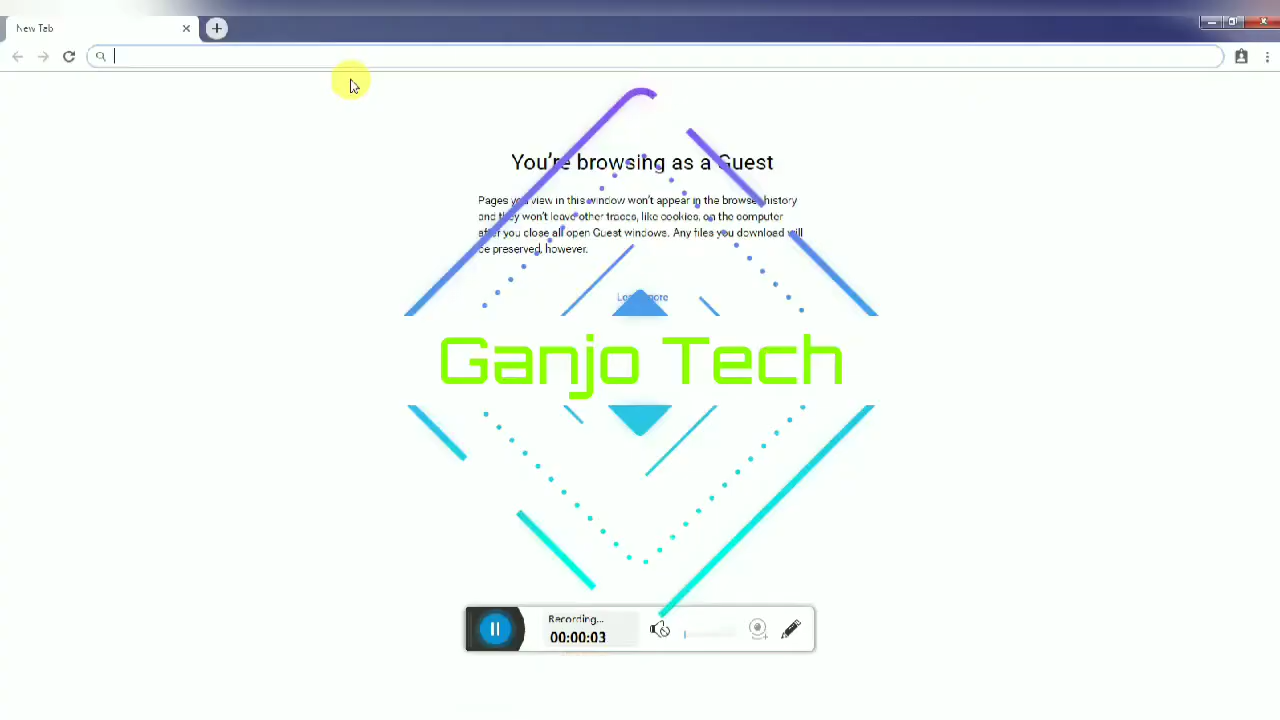 New Tab
You're browsing as a Guest
Pages you view in this window won't appear in the browser history
and they won't leave other traces, like cookies, on the computer
after you close all open Guest windows. Any files you download will
be preserved, however.
Learn more
Ganjo Tech
Recording...
00:00:03